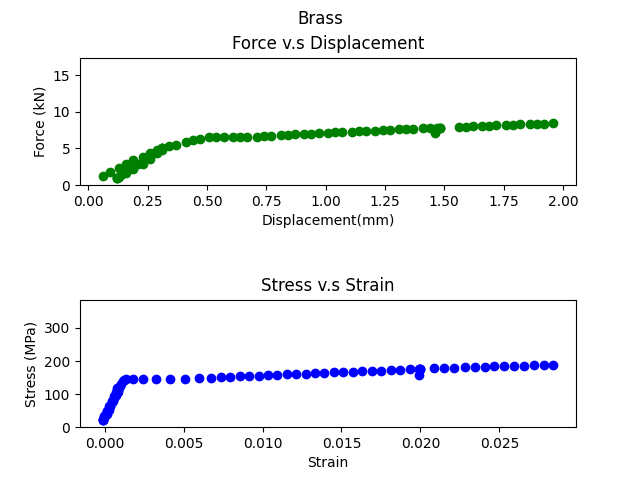 Brass
Force v.s Displacement
15
10
5
0
Force (kN)
0.00 0.25 0.50 0.75 1.00 1.25 1.50 1.75 2.00
Displacement(mm)
Stress v.s Strain
300
200
100
0
Stress (MPa)
0.000 0.005 0.010 0.015 0.020 0.025
Strain